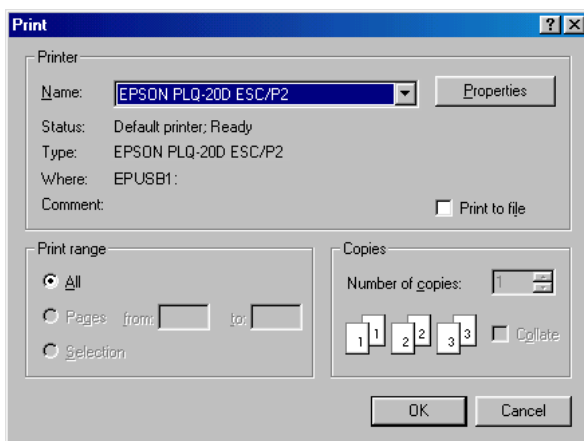 Print
Printer
Name: EPSON PLQ-20D ESC/P2 Properties
Status: Default printer; Ready
Type: EPSON PLQ-20D ESC/P2
Where: EPUSB1:
Comment: Print to file
Print range
All
Pages from: to:
Selection
Copies
Number of copies: 1
1 1 2 2 3 3 Collate
OK Cancel